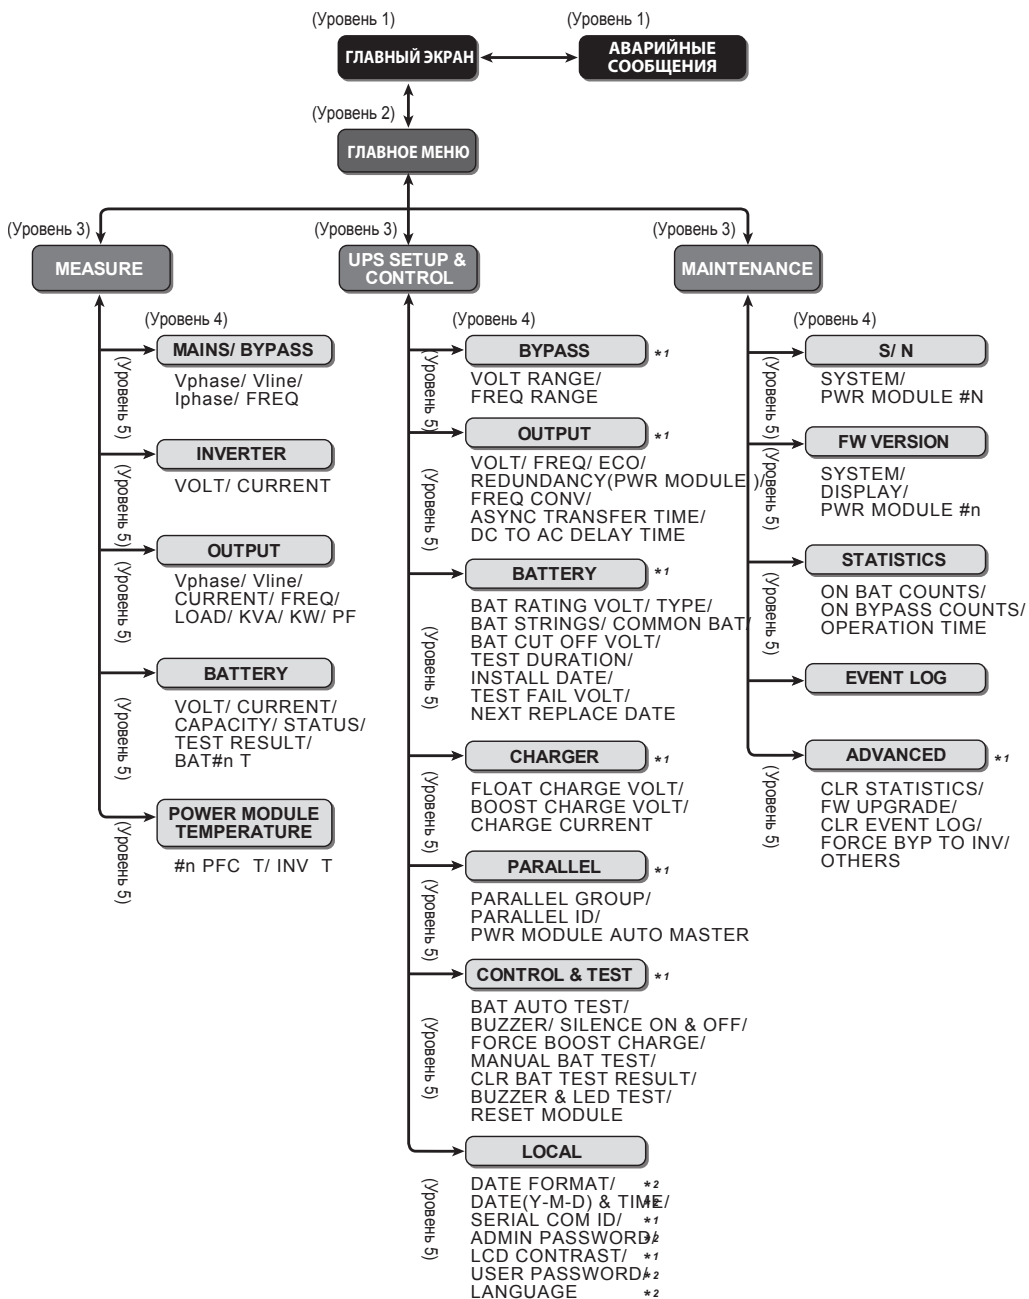 (Уровень 1)
(Уровень 1)
ГЛАВНЫЙ ЭКРАН
АВАРИЙНЫЕ
СООБЩЕНИЯ
(Уровень 2)
ГЛАВНОЕ МЕНЮ
(Уровень 3)
MEASURE
(Уровень 4)
(Уровень 5)
MAINS/ BYPASS
Vphase/ Vline/
Iphase/ FREQ
(Уровень 5)
INVERTER
VOLT/ CURRENT
(Уровень 5)
OUTPUT
Vphase/ Vline/
CURRENT/ FREQ/
LOAD/ KVA/ KW/ PF
(Уровень 5)
BATTERY
VOLT/ CURRENT/
CAPACITY/ STATUS/
TEST RESULT/
BAT#n T
(Уровень 5)
POWER MODULE
TEMPERATURE
#n PFC T/ INV T
(Уровень 3)
UPS SETUP &
CONTROL
(Уровень 4)
(Уровень 5)
BYPASS *1
VOLT RANGE/
FREQ RANGE
(Уровень 5)
OUTPUT *1
VOLT/ FREQ/ ECO/
REDUNDANCY(PWR MODULE )/
FREQ CONV/
ASYNC TRANSFER TIME/
DC TO AC DELAY TIME
(Уровень 5)
BATTERY *1
BAT RATING VOLT/ TYPE/
BAT STRINGS/ COMMON BAT/
BAT CUT OFF VOLT/
TEST DURATION/
INSTALL DATE/
TEST FAIL VOLT/
NEXT REPLACE DATE
(Уровень 5)
CHARGER *1
FLOAT CHARGE VOLT/
BOOST CHARGE VOLT/
CHARGE CURRENT
(Уровень 5)
PARALLEL *1
PARALLEL GROUP/
PARALLEL ID/
PWR MODULE AUTO MASTER
(Уровень 5)
CONTROL & TEST *1
BAT AUTO TEST/
BUZZER/ SILENCE ON & OFF/
FORCE BOOST CHARGE/
MANUAL BAT TEST/
CLR BAT TEST RESULT/
BUZZER & LED TEST/
RESET MODULE
(Уровень 5)
LOCAL
DATE FORMAT/ *2
DATE(Y-M-D) & TIME/
SERIAL COM ID/ *1
ADMIN PASSWORD/ *2
LCD CONTRAST/ *1
USER PASSWORD/ *2
LANGUAGE *2
(Уровень 3)
MAINTENANCE
(Уровень 4)
(Уровень 5)
S/ N
SYSTEM/
PWR MODULE #N
(Уровень 5)
FW VERSION
SYSTEM/
DISPLAY/
PWR MODULE #n
(Уровень 5)
STATISTICS
ON BAT COUNTS/
ON BYPASS COUNTS/
OPERATION TIME
EVENT LOG
(Уровень 5)
ADVANCED *1
CLR STATISTICS/
FW UPGRADE/
CLR EVENT LOG/
FORCE BYP TO INV/
OTHERS